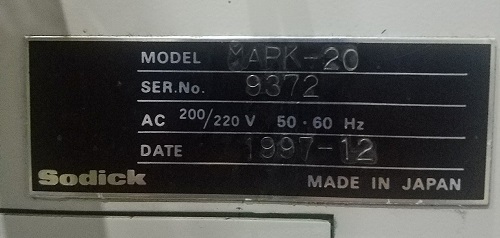 MODEL MARK-20
SER.No. 9372
AC 200/220 V 50·60 Hz
DATE 1997-12
Sodick MADE IN JAPAN